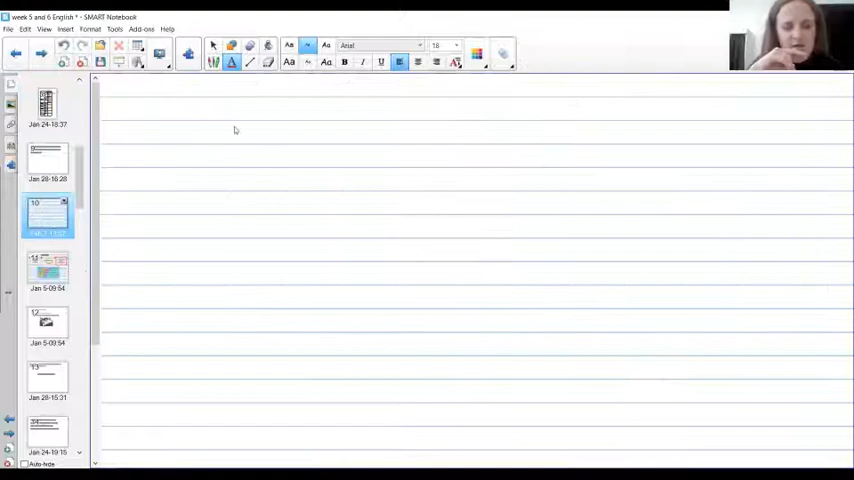 week 5 and 6 English * - SMART Notebook
File Edit View Insert Format Tools Add-ons Help
Arial
18
Jan 24-18:37
9
Jan 28-16:28
10
11
Jan 5-09:54
12
Jan 5-09:54
13
Jan 28-15:31
Jan 24-19:15
Auto-hide